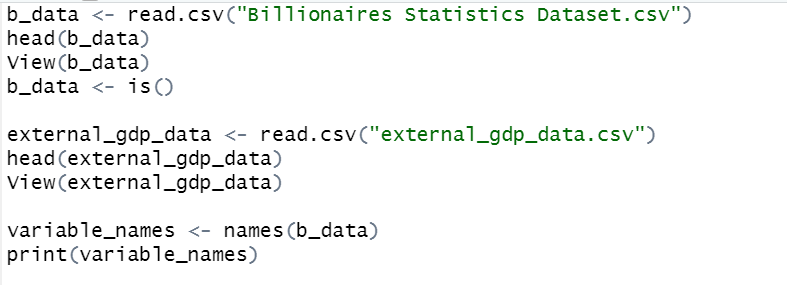 b_data <- read.csv("Billionaires Statistics Dataset.csv")
head(b_data)
View(b_data)
b_data <- is()
external_gdp_data <- read.csv("external_gdp_data.csv")
head(external_gdp_data)
View(external_gdp_data)
variable_names <- names(b_data)
print(variable_names)